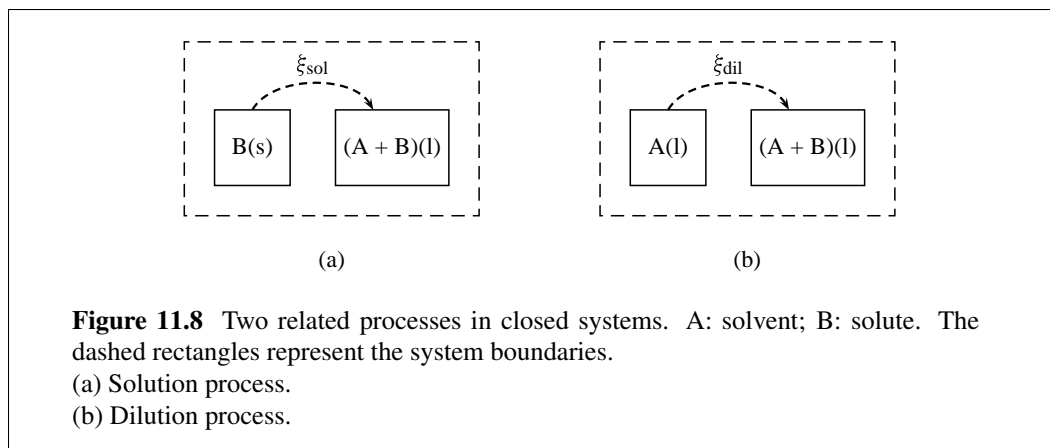 ξsol
B(s)
(A + B)(l)
(a)
ξdil
A(l)
(A + B)(l)
(b)
Figure 11.8 Two related processes in closed systems. A: solvent; B: solute. The
dashed rectangles represent the system boundaries.
(a) Solution process.
(b) Dilution process.